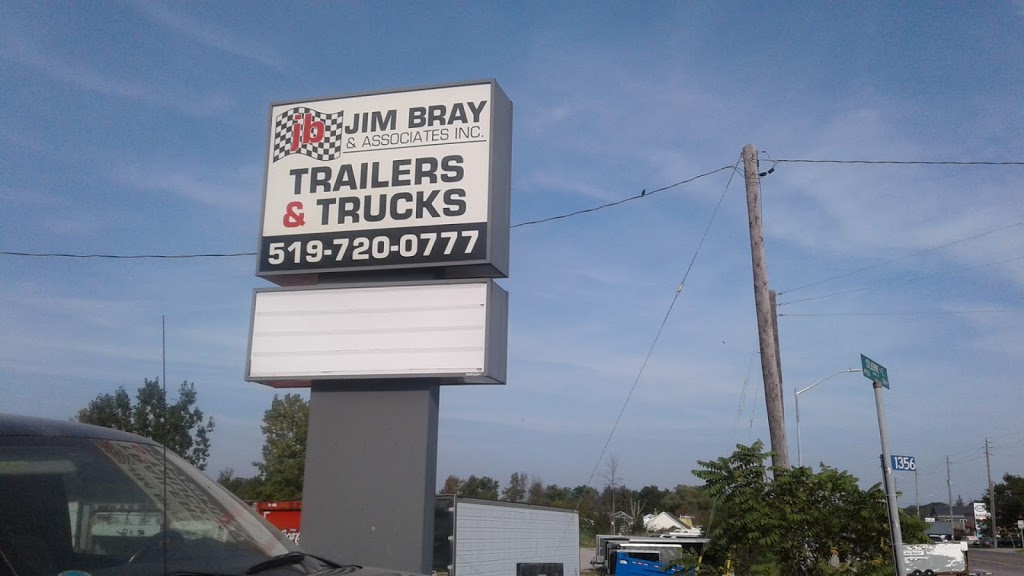 jb
JIM BRAY
& ASSOCIATES INC.
TRAILERS
& TRUCKS
519-720-0777
1356